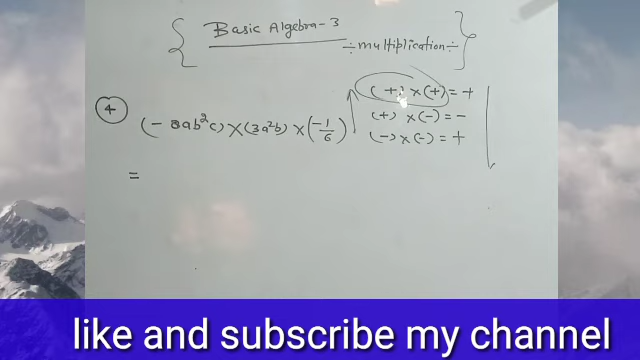 Basic Algebra-3
÷multiplication÷
(+) × (+) = +
(+) × (-) = -
(-) × (-) = +
4
(- 8ab²c) × (3a²b) × (-1/6)
=
like and subscribe my channel